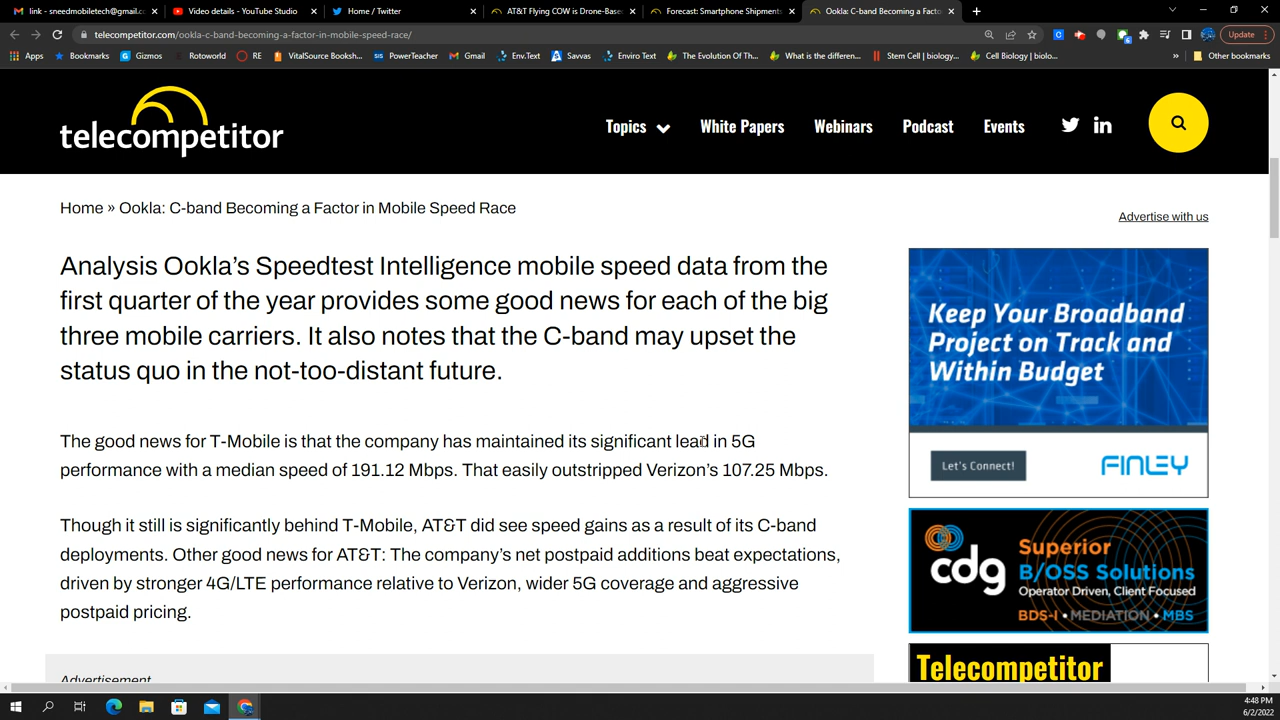 link - sneedmobiletech@gmail.c
Video details - YouTube Studio
Home / Twitter
AT&T Flying COW is Drone-Base
Forecast: Smartphone Shipments
Ookla: C-band Becoming a Facto
telecompetitor.com/ookla-c-band-becoming-a-factor-in-mobile-speed-race/
Update
Apps
Bookmarks
Gizmos
Rotoworld
RE
VitalSource Booksh...
PowerTeacher
Gmail
Env.Text
Savvas
Enviro Text
The Evolution Of Th...
What is the differen...
Stem Cell | biology...
Cell Biology | biolo...
»
Other bookmarks
telecompetitor
Topics
White Papers
Webinars
Podcast
Events
Home » Ookla: C-band Becoming a Factor in Mobile Speed Race
Advertise with us
Analysis Ookla's Speedtest Intelligence mobile speed data from the
first quarter of the year provides some good news for each of the big
three mobile carriers. It also notes that the C-band may upset the
status quo in the not-too-distant future.
The good news for T-Mobile is that the company has maintained its significant lead in 5G
performance with a median speed of 191.12 Mbps. That easily outstripped Verizon's 107.25 Mbps.
Though it still is significantly behind T-Mobile, AT&T did see speed gains as a result of its C-band
deployments. Other good news for AT&T: The company's net postpaid additions beat expectations,
driven by stronger 4G/LTE performance relative to Verizon, wider 5G coverage and aggressive
postpaid pricing.
Advertisement
Keep Your Broadband
Project on Track and
Within Budget
Let's Connect!
FINLEY
cdg
Superior
B/OSS Solutions
Operator Driven, Client Focused
BDS-I • MEDIATION • MBS
Telecompetitor
4:48 PM
6/2/2022